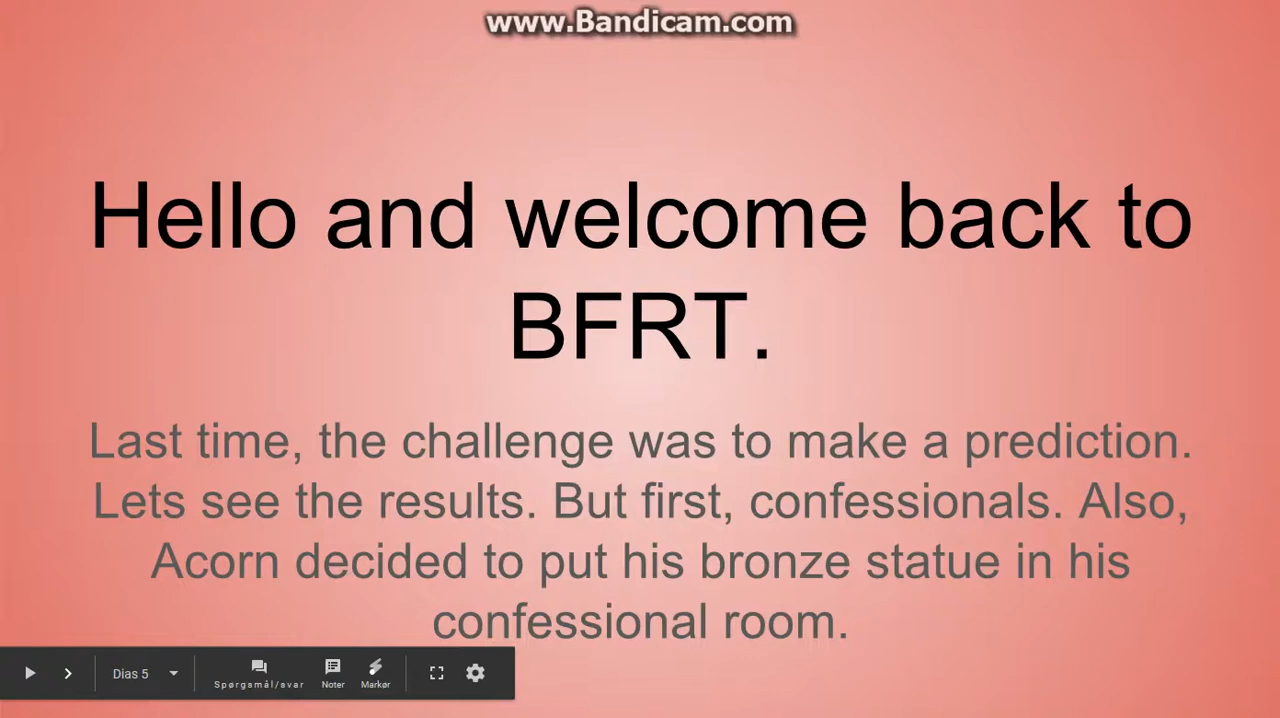 www.Bandicam.com
Hello and welcome back to
BFRT.
Last time, the challenge was to make a prediction.
Lets see the results. But first, confessionals. Also,
Acorn decided to put his bronze statue in his
confessional room.
Dias 5
Spørgsmål/svar
Noter
Markør